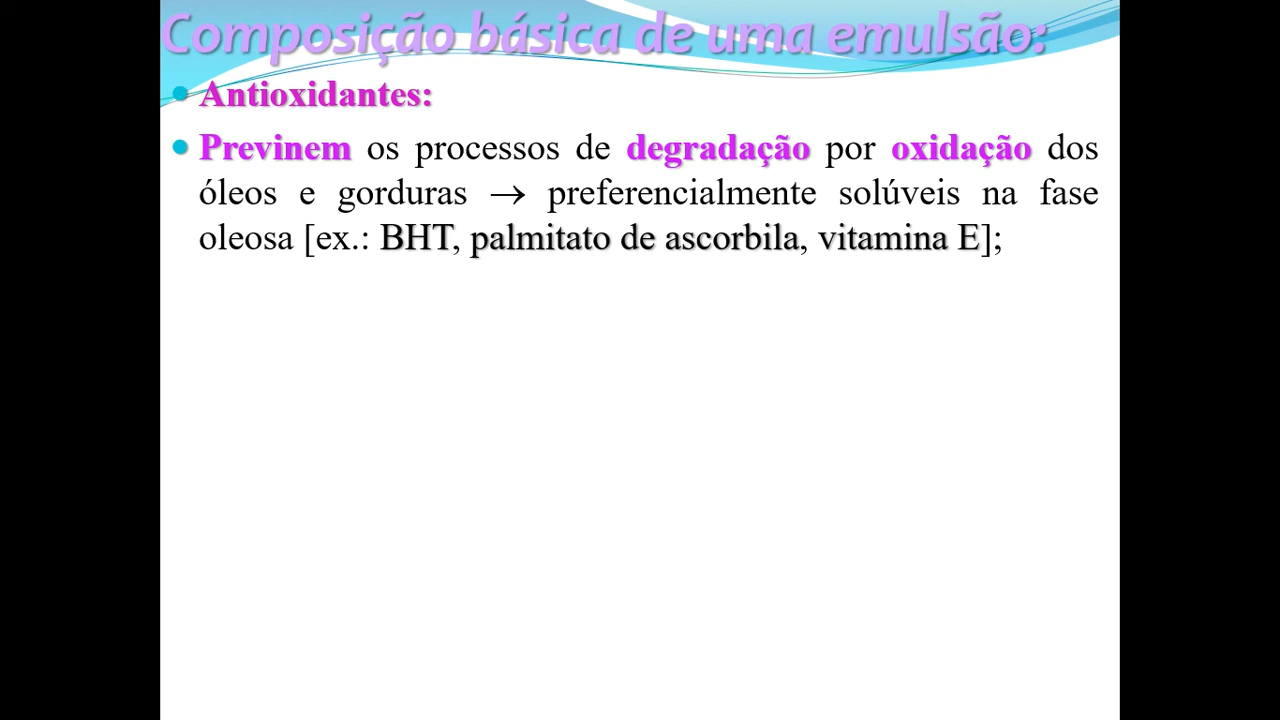 Composição básica de uma emulsão:
Antioxidantes:
Previnem os processos de degradação por oxidação dos
óleos e gorduras → preferencialmente solúveis na fase
oleosa [ex.: BHT, palmitato de ascorbila, vitamina E];